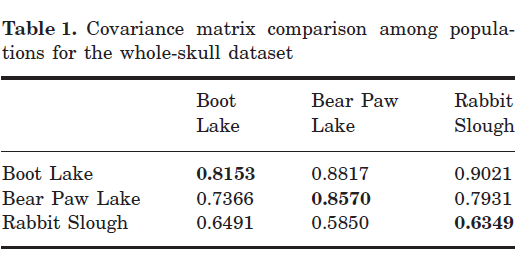 Table 1. Covariance matrix comparison among popula-
tions for the whole-skull dataset
Boot Lake Bear Paw Lake Rabbit Slough
Boot Lake 0.8153 0.8817 0.9021
Bear Paw Lake 0.7366 0.8570 0.7931
Rabbit Slough 0.6491 0.5850 0.6349